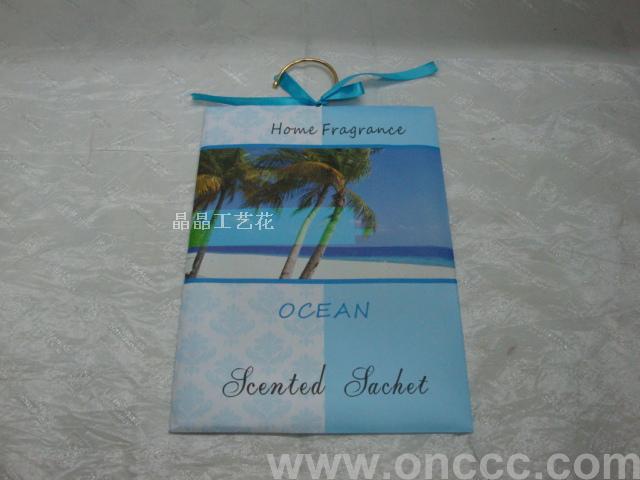 Home Fragrance
晶晶工艺花
OCEAN
Scented Sachet
www.onccc.com